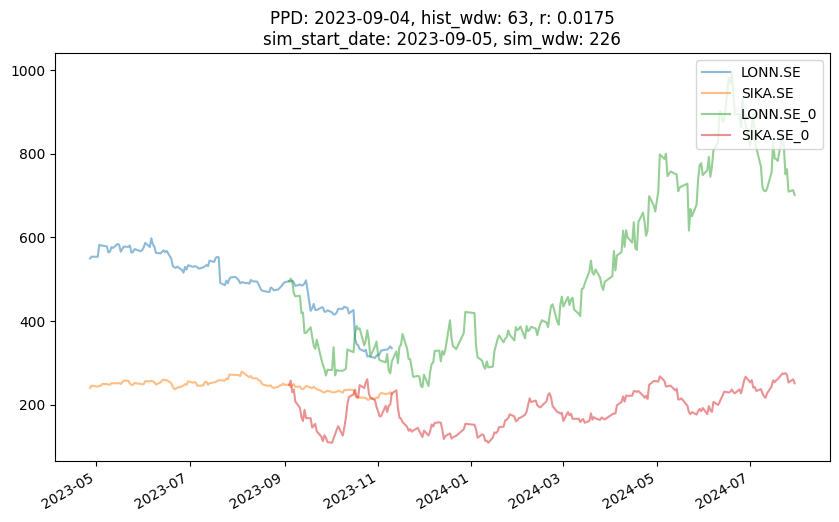 PPD: 2023-09-04, hist_wdw: 63, r: 0.0175
sim_start_date: 2023-09-05, sim_wdw: 226
LONN.SE
SIKA.SE
LONN.SE_0
SIKA.SE_0
1000
800
600
400
200
2023-05
2023-07
2023-09
2023-11
2024-01
2024-03
2024-05
2024-07